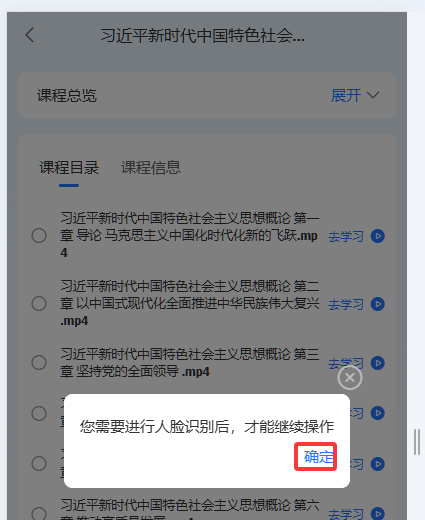 习近平新时代中国特色社会...
课程总览
展开
课程目录 课程信息
习近平新时代中国特色社会主义思想概论 第一
章 导论 马克思主义中国化时代化新的飞跃.mp
4
去学习
习近平新时代中国特色社会主义思想概论 第二
章 以中国式现代化全面推进中华民族伟大复兴
.mp4
去学习
习近平新时代中国特色社会主义思想概论 第三
章 坚持党的全面领导 .mp4
去学习
您需要进行人脸识别后，才能继续操作
确定
习近平新时代中国特色社会主义思想概论 第六
章 推动高质量发展 .mp4
去学习